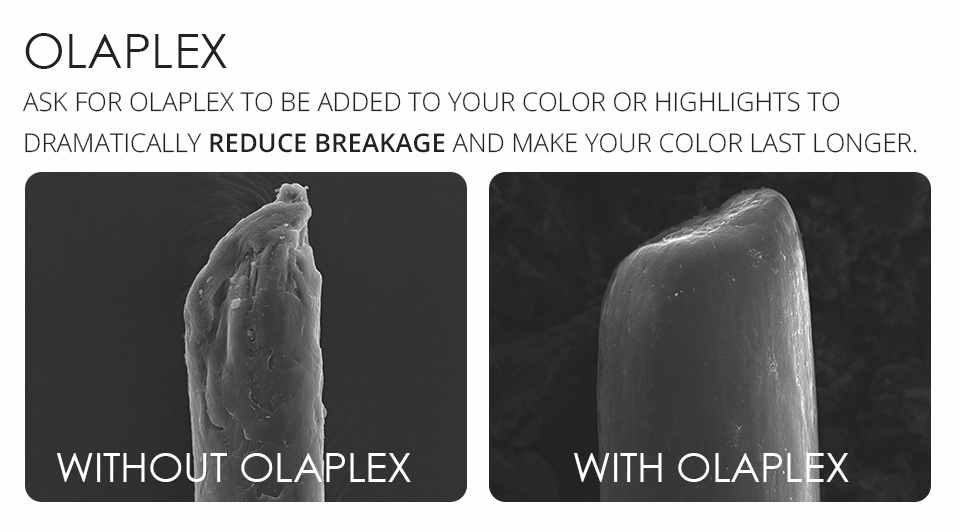 OLAPLEX
ASK FOR OLAPLEX TO BE ADDED TO YOUR COLOR OR HIGHLIGHTS TO
DRAMATICALLY REDUCE BREAKAGE AND MAKE YOUR COLOR LAST LONGER.
WITHOUT OLAPLEX
WITH OLAPLEX